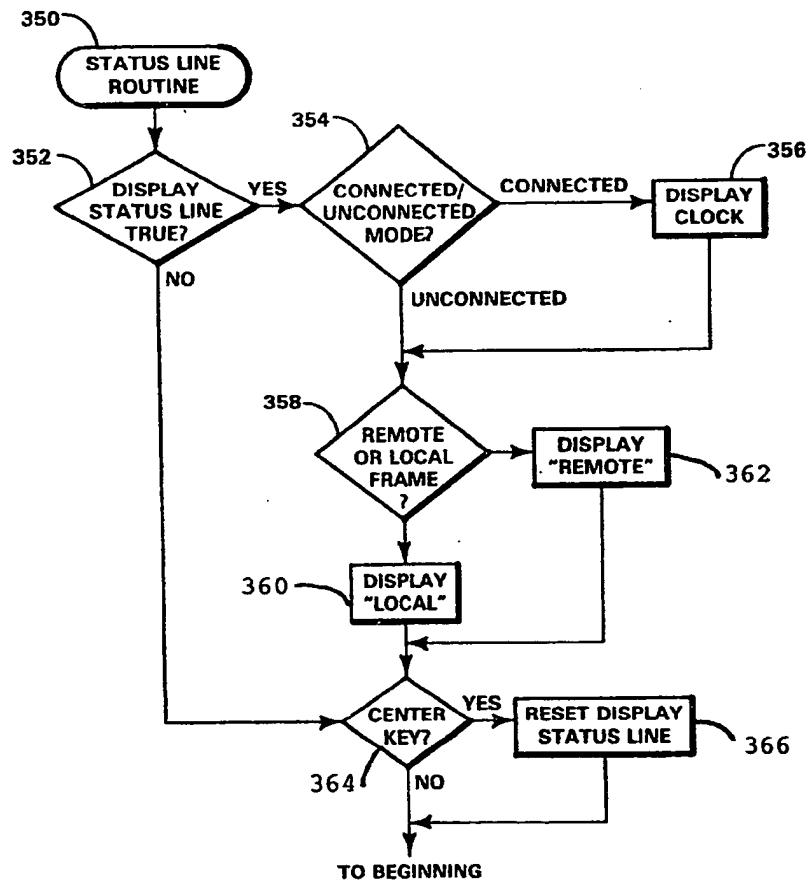 350
STATUS LINE
ROUTINE
352
DISPLAY
STATUS LINE
TRUE?
YES
NO
354
CONNECTED/
UNCONNECTED
MODE?
CONNECTED
UNCONNECTED
356
DISPLAY
CLOCK
358
REMOTE
OR LOCAL
FRAME
?
DISPLAY
"REMOTE"
362
360
DISPLAY
"LOCAL"
CENTER
KEY?
364
YES
NO
RESET DISPLAY
STATUS LINE
366
TO BEGINNING